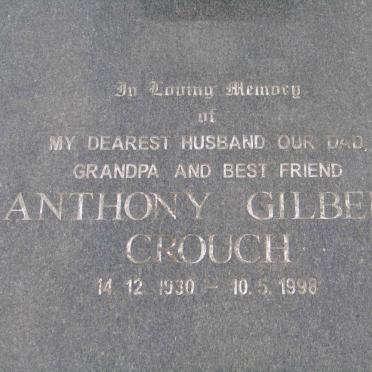 In Loving Memory
of
MY DEAREST HUSBAND OUR DAD,
GRANDPA AND BEST FRIEND
ANTHONY GILBE
CROUCH
14. 12. 1930 - 10. 5. 1998